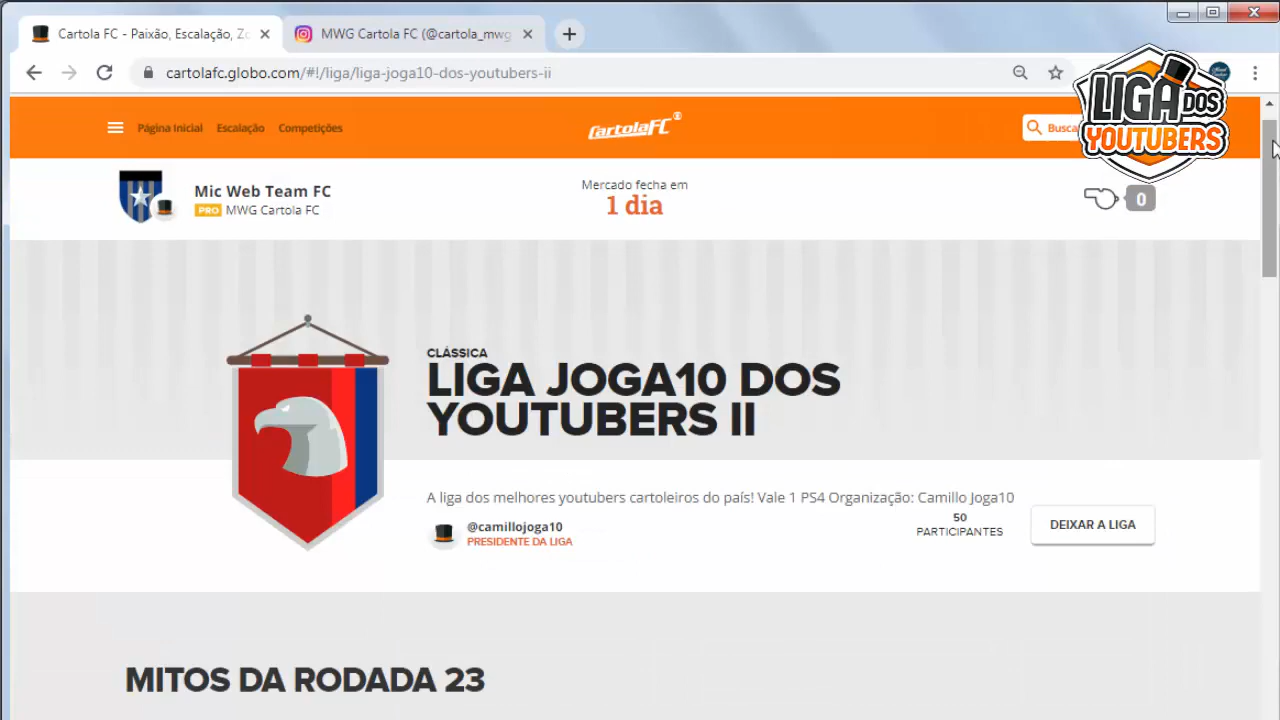 Cartola FC - Paixão, Escalação, Zo
MWG Cartola FC (@cartola_mwg
cartolafc.globo.com/#!/liga/liga-joga10-dos-youtubers-ii
Página Inicial Escalação Competições
CartolaFC®
Busca
LIGA DOS
YOUTUBERS
Mic Web Team FC
PRO MWG Cartola FC
Mercado fecha em
1 dia
0
CLÁSSICA
LIGA JOGA10 DOS
YOUTUBERS II
A liga dos melhores youtubers cartoleiros do país! Vale 1 PS4 Organização: Camillo Joga10
@camillojoga10
PRESIDENTE DA LIGA
50
PARTICIPANTES
DEIXAR A LIGA
MITOS DA RODADA 23